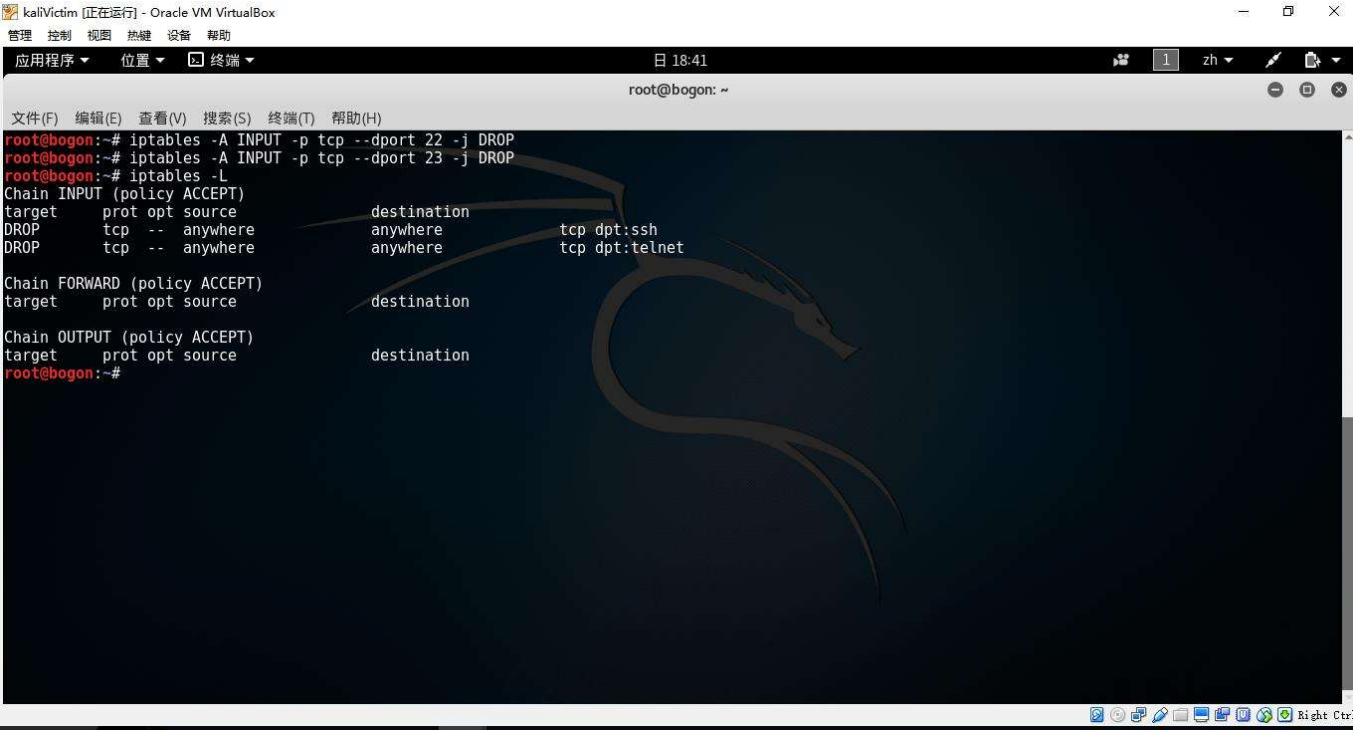 kaliVictim [正在运行] - Oracle VM VirtualBox
管理 控制 视图 热键 设备 帮助
应用程序 位置 终端 日 18:41 1 zh
root@bogon: ~
文件(F) 编辑(E) 查看(V) 搜索(S) 终端(T) 帮助(H)
root@bogon:~# iptables -A INPUT -p tcp --dport 22 -j DROP
root@bogon:~# iptables -A INPUT -p tcp --dport 23 -j DROP
root@bogon:~# iptables -L
Chain INPUT (policy ACCEPT)
target prot opt source destination
DROP tcp -- anywhere anywhere tcp dpt:ssh
DROP tcp -- anywhere anywhere tcp dpt:telnet
Chain FORWARD (policy ACCEPT)
target prot opt source destination
Chain OUTPUT (policy ACCEPT)
target prot opt source destination
root@bogon:~#
Right Ctr